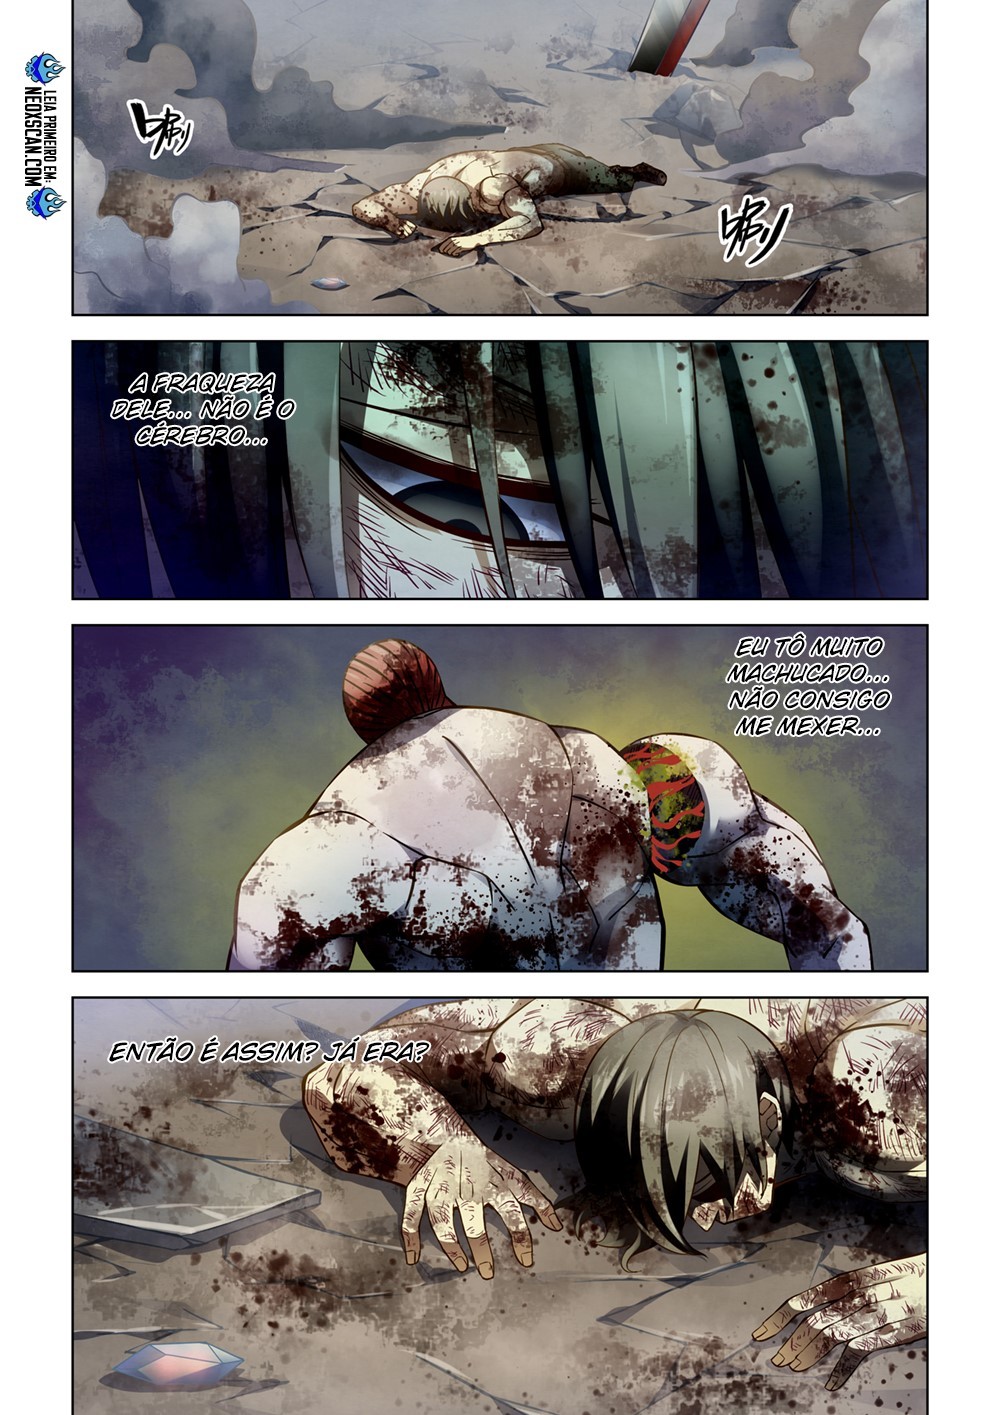 LEIA PRIMEIRO EM:
NEOXSCAN.COM
A FRAQUEZA
DELE... NÃO É O
CÉREBRO...
EU TÔ MUITO
MACHUCADO...
NÃO CONSIGO
ME MEXER...
ENTÃO É ASSIM? JÁ ERA?